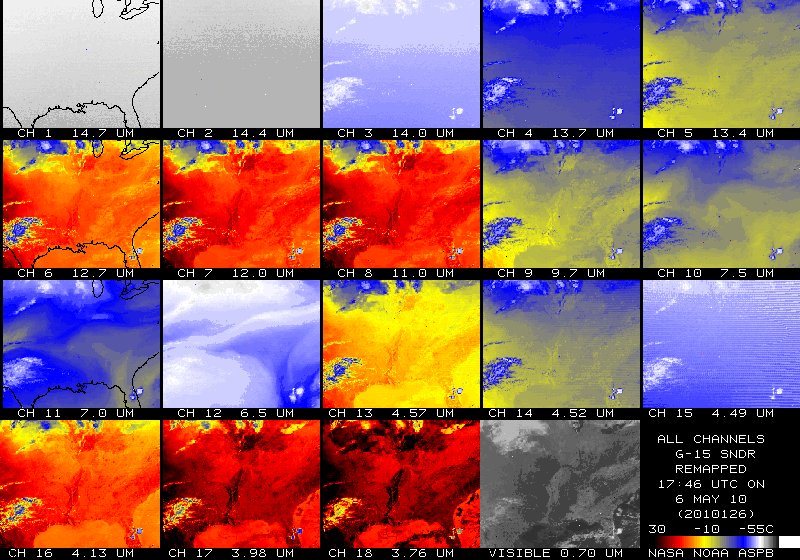 CH 1 14.7 UM
CH 2 14.4 UM
CH 3 14.0 UM
CH 4 13.7 UM
CH 5 13.4 UM
CH 6 12.7 UM
CH 7 12.0 UM
CH 8 11.0 UM
CH 9 9.7 UM
CH 10 7.5 UM
CH 11 7.0 UM
CH 12 6.5 UM
CH 13 4.57 UM
CH 14 4.52 UM
CH 15 4.49 UM
CH 16 4.13 UM
CH 17 3.98 UM
CH 18 3.76 UM
VISIBLE 0.70 UM
ALL CHANNELS
G-15 SNDR
REMAPPED
17:46 UTC ON
6 MAY 10
(2010126)
30 -10 -55C
NASA NOAA ASPB